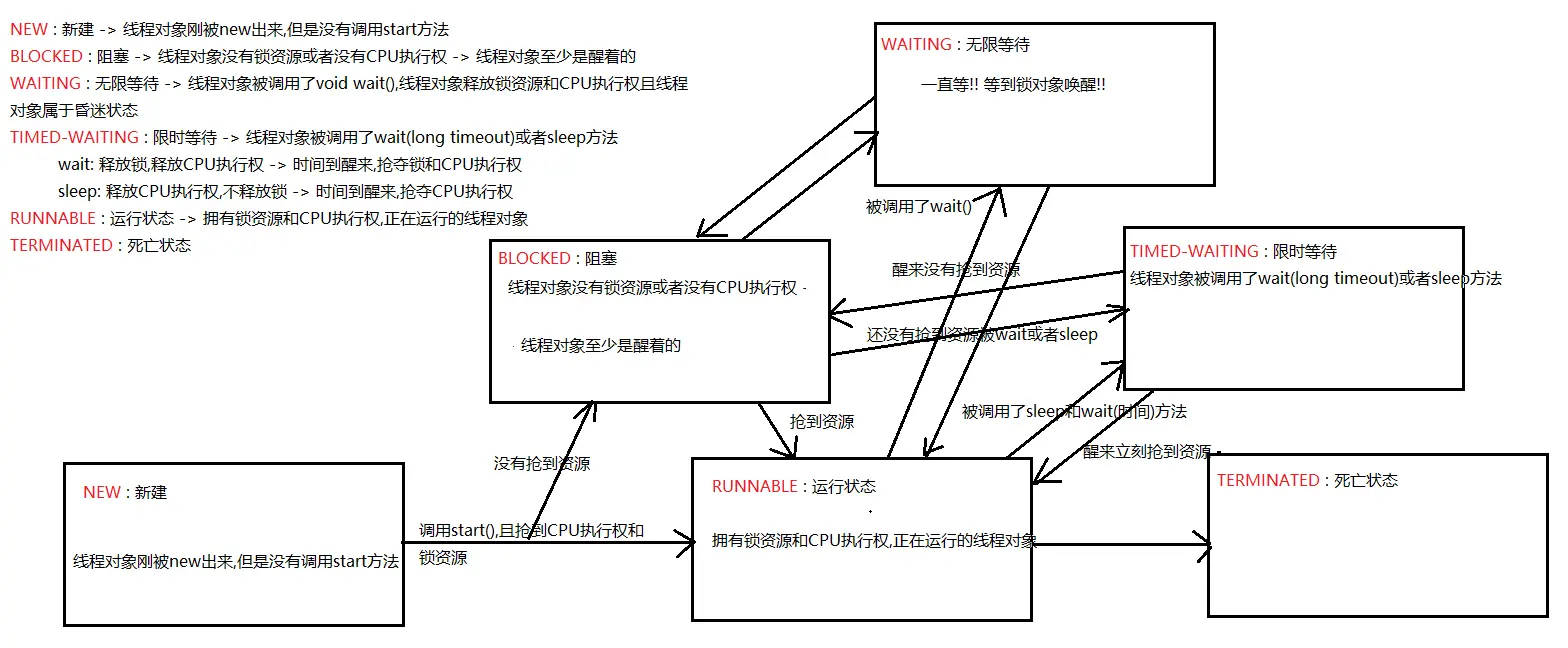 NEW : 新建 -> 线程对象刚被new出来,但是没有调用start方法
BLOCKED : 阻塞 -> 线程对象没有锁资源或者没有CPU执行权 -> 线程对象至少是醒着的
WAITING : 无限等待 -> 线程对象被调用了void wait(),线程对象释放锁资源和CPU执行权且线程
对象属于昏迷状态
TIMED-WAITING : 限时等待 -> 线程对象被调用了wait(long timeout)或者sleep方法
wait: 释放锁,释放CPU执行权 -> 时间到醒来,抢夺锁和CPU执行权
sleep: 释放CPU执行权,不释放锁 -> 时间到醒来,抢夺CPU执行权
RUNNABLE : 运行状态 -> 拥有锁资源和CPU执行权,正在运行的线程对象
TERMINATED : 死亡状态
WAITING : 无限等待
一直等!! 等到锁对象唤醒!!
被调用了wait()
BLOCKED : 阻塞
线程对象没有锁资源或者没有CPU执行权 -
线程对象至少是醒着的
TIMED-WAITING : 限时等待
线程对象被调用了wait(long timeout)或者sleep方法
醒来没有抢到资源
还没有抢到资源被wait或者sleep
抢到资源
被调用了sleep和wait(时间)方法
醒来立刻抢到资源
没有抢到资源
NEW : 新建
线程对象刚被new出来,但是没有调用start方法
调用start(),且抢到CPU执行权和
锁资源
RUNNABLE : 运行状态
拥有锁资源和CPU执行权,正在运行的线程对象
TERMINATED : 死亡状态